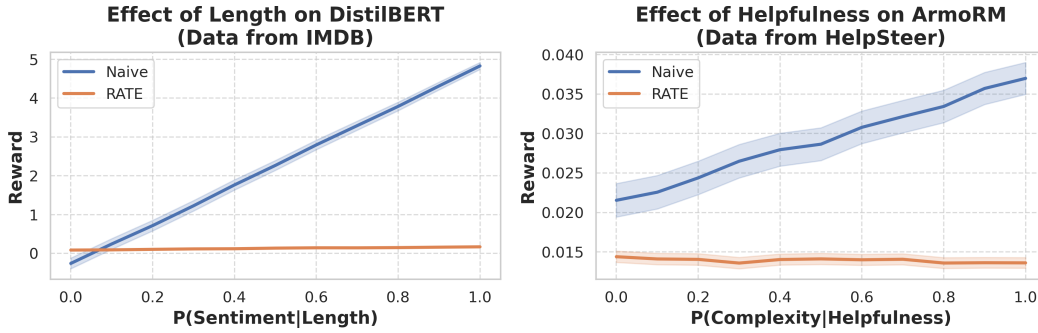 Effect of Length on DistilBERT
(Data from IMDB)
Reward
5
4
3
2
1
0
Naive
RATE
0.0 0.2 0.4 0.6 0.8 1.0
P(Sentiment|Length)
Effect of Helpfulness on ArmoRM
(Data from HelpSteer)
Reward
0.040
0.035
0.030
0.025
0.020
0.015
Naive
RATE
0.0 0.2 0.4 0.6 0.8 1.0
P(Complexity|Helpfulness)